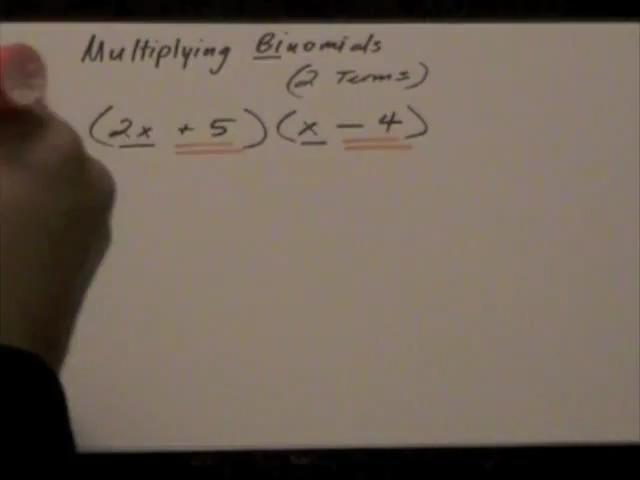 Multiplying Binomials
(2 Terms)
(2x + 5)(x - 4)